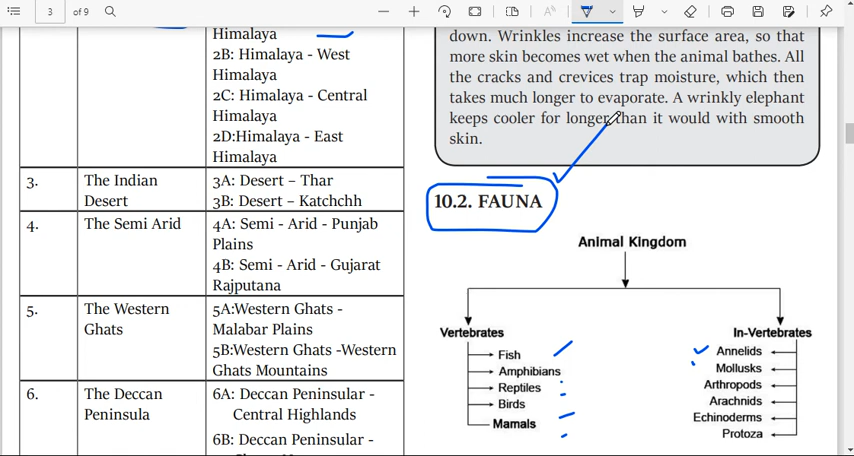 3 of 9
Himalaya
2B: Himalaya - West
Himalaya
2C: Himalaya - Central
Himalaya
2D:Himalaya - East
Himalaya
3. The Indian 3A: Desert – Thar
Desert 3B: Desert – Katchchh
4. The Semi Arid 4A: Semi - Arid - Punjab
Plains
4B: Semi - Arid - Gujarat
Rajputana
5. The Western 5A:Western Ghats -
Ghats Malabar Plains
5B:Western Ghats -Western
Ghats Mountains
6. The Deccan 6A: Deccan Peninsular -
Peninsula Central Highlands
6B: Deccan Peninsular -
down. Wrinkles increase the surface area, so that
more skin becomes wet when the animal bathes. All
the cracks and crevices trap moisture, which then
takes much longer to evaporate. A wrinkly elephant
keeps cooler for longer than it would with smooth
skin.
10.2. FAUNA
Animal Kingdom
Vertebrates
Fish
Amphibians
Reptiles
Birds
Mamals
In-Vertebrates
Annelids
Mollusks
Arthropods
Arachnids
Echinoderms
Protoza